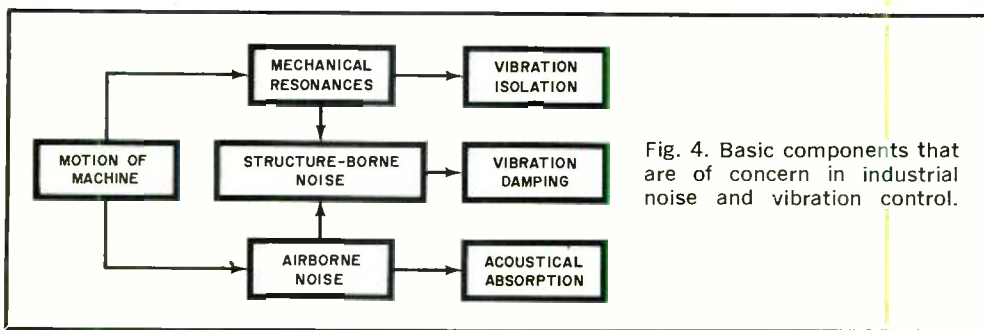 MECHANICAL
RESONANCES
VIBRATION
ISOLATION
MOTION OF
MACHINE
STRUCTURE-BORNE
NOISE
VIBRATION
DAMPING
AIRBORNE
NOISE
ACOUSTICAL
ABSORPTION
Fig. 4. Basic components that
are of concern in industrial
noise and vibration control.